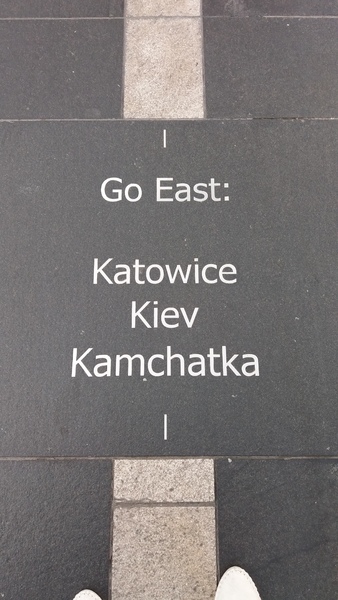 Go East:
Katowice
Kiev
Kamchatka